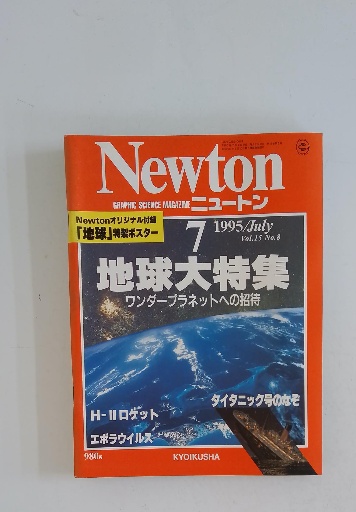 Newton
GRAPHIC SCIENCE MAGAZINE ニュートン
Newtonオリジナル付録
「地球」特製ポスター
7 1995/July
Vol.15 No.8
地球大特集
ワンダープラネットへの招待
タイタニック号のなぞ
H-IIロケット
エボラウイルス
980円
KYOIKUSHA